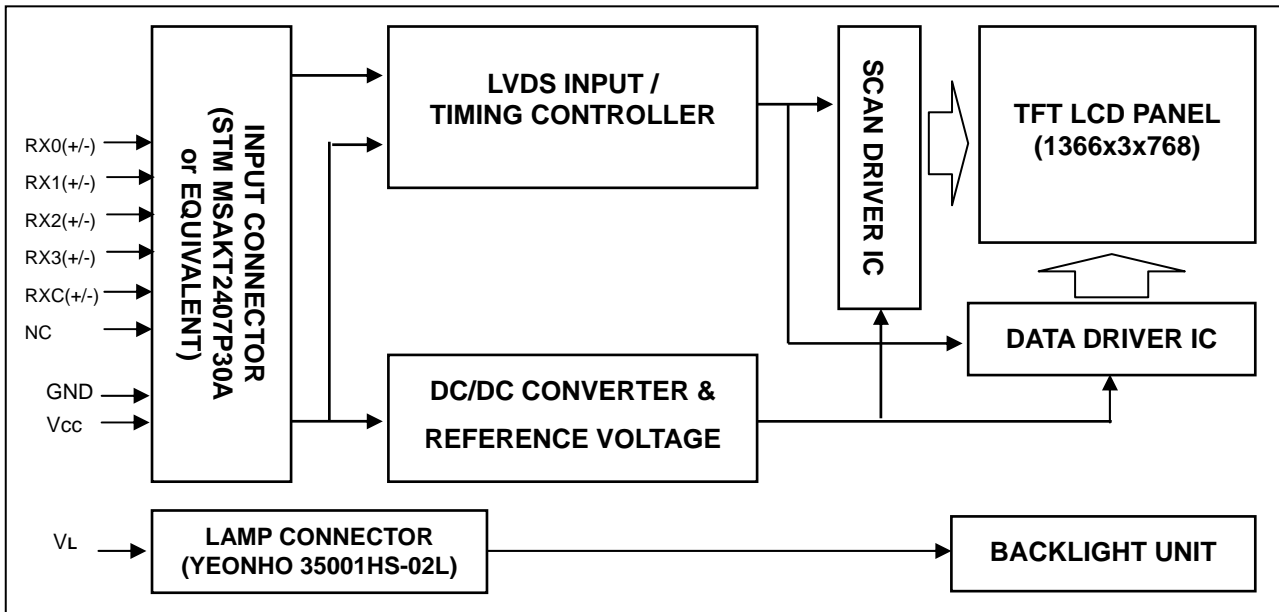 RX0(+/-)
RX1(+/-)
RX2(+/-)
RX3(+/-)
RXC(+/-)
NC
GND
Vcc
INPUT CONNECTOR
(STM MSAKT2407P30A
or EQUIVALENT)
LVDS INPUT /
TIMING CONTROLLER
SCAN DRIVER IC
TFT LCD PANEL
(1366x3x768)
DATA DRIVER IC
DC/DC CONVERTER &
REFERENCE VOLTAGE
VL
LAMP CONNECTOR
(YEONHO 35001HS-02L)
BACKLIGHT UNIT